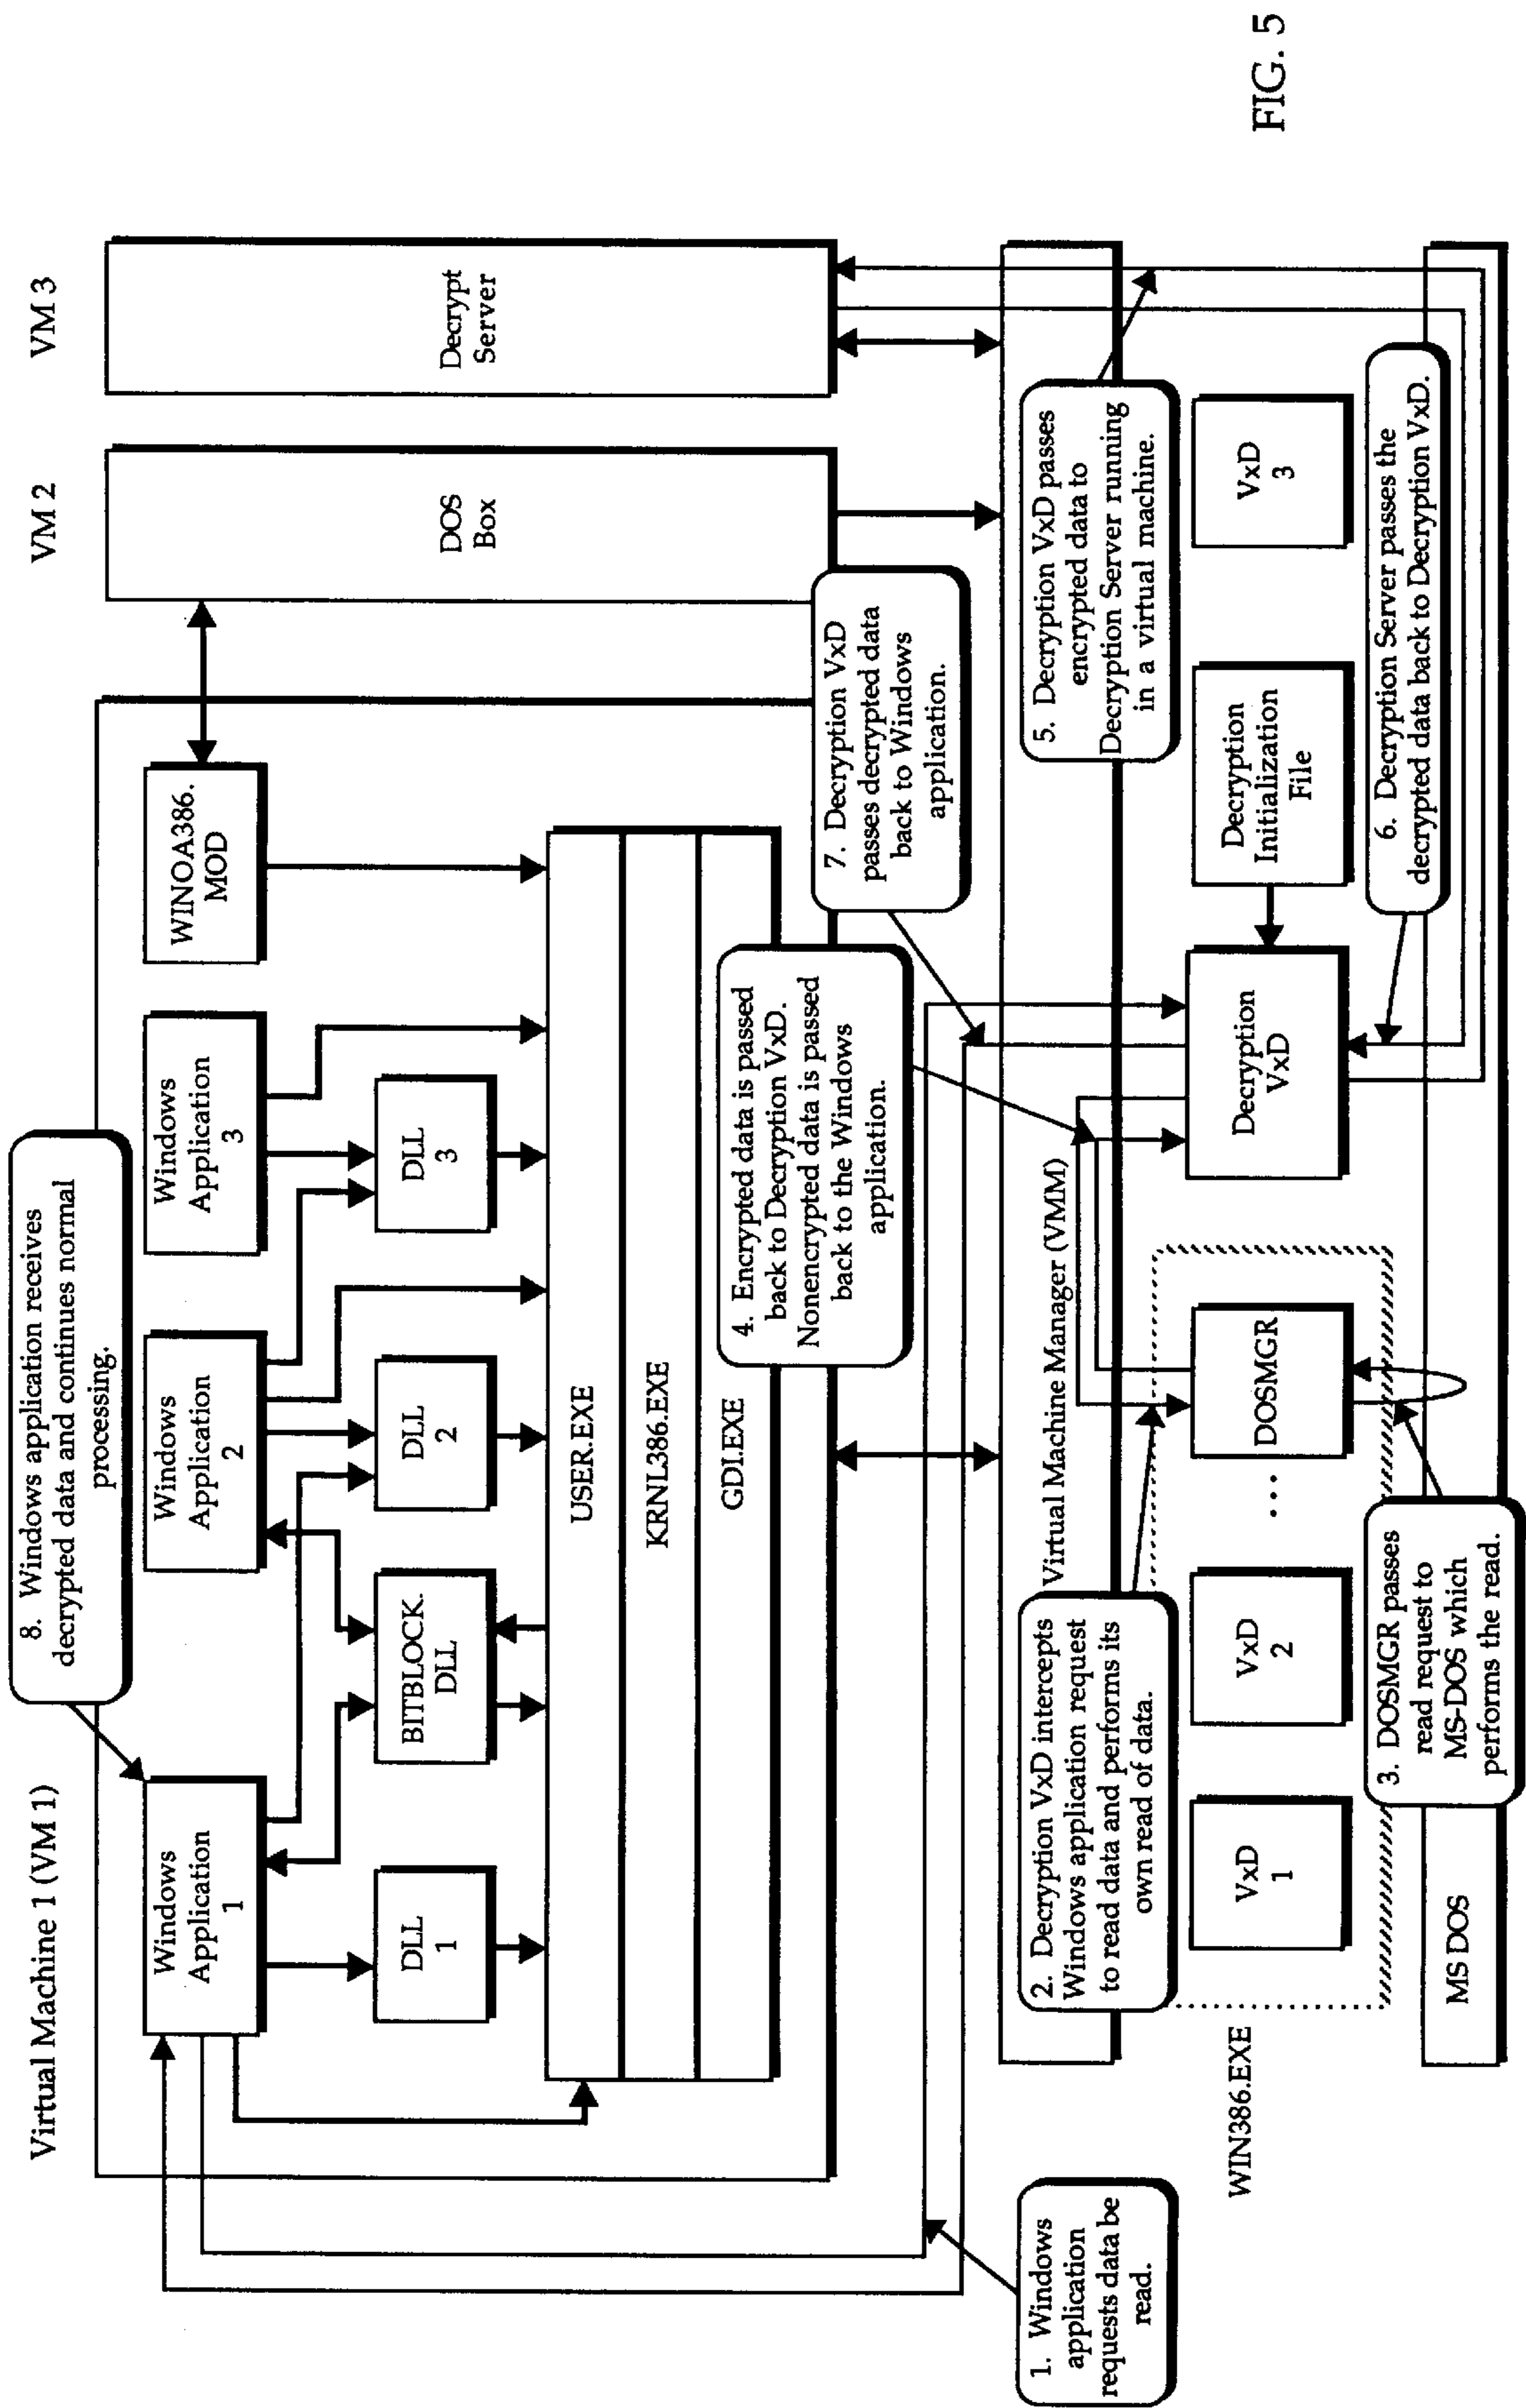 Virtual Machine 1 (VM 1)
VM 2
VM 3
8. Windows application receives
decrypted data and continues normal
processing.
Windows
Application
1
Windows
Application
2
Windows
Application
3
WINOA386.
MOD
DOS
Box
Decrypt
Server
DLL
1
BITBLOCK.
DLL
DLL
2
DLL
3
USER.EXE
KRNL386.EXE
GDI.EXE
4. Encrypted data is passed
back to Decryption VxD.
Nonencrypted data is passed
back to the Windows
application.
7. Decryption VxD
passes decrypted data
back to Windows
application.
1. Windows
application
requests data be
read.
2. Decryption VxD intercepts
Windows application request
to read data and performs its
own read of data.
Virtual Machine Manager (VMM)
5. Decryption VxD passes
encrypted data to
Decryption Server running
in a virtual machine.
WIN386.EXE
VxD
1
VxD
2
...
DOSMGR
Decryption
VxD
Decryption
Initialization
File
VxD
3
MS DOS
3. DOSMGR passes
read request to
MS-DOS which
performs the read.
6. Decryption Server passes the
decrypted data back to Decryption VxD.
FIG. 5